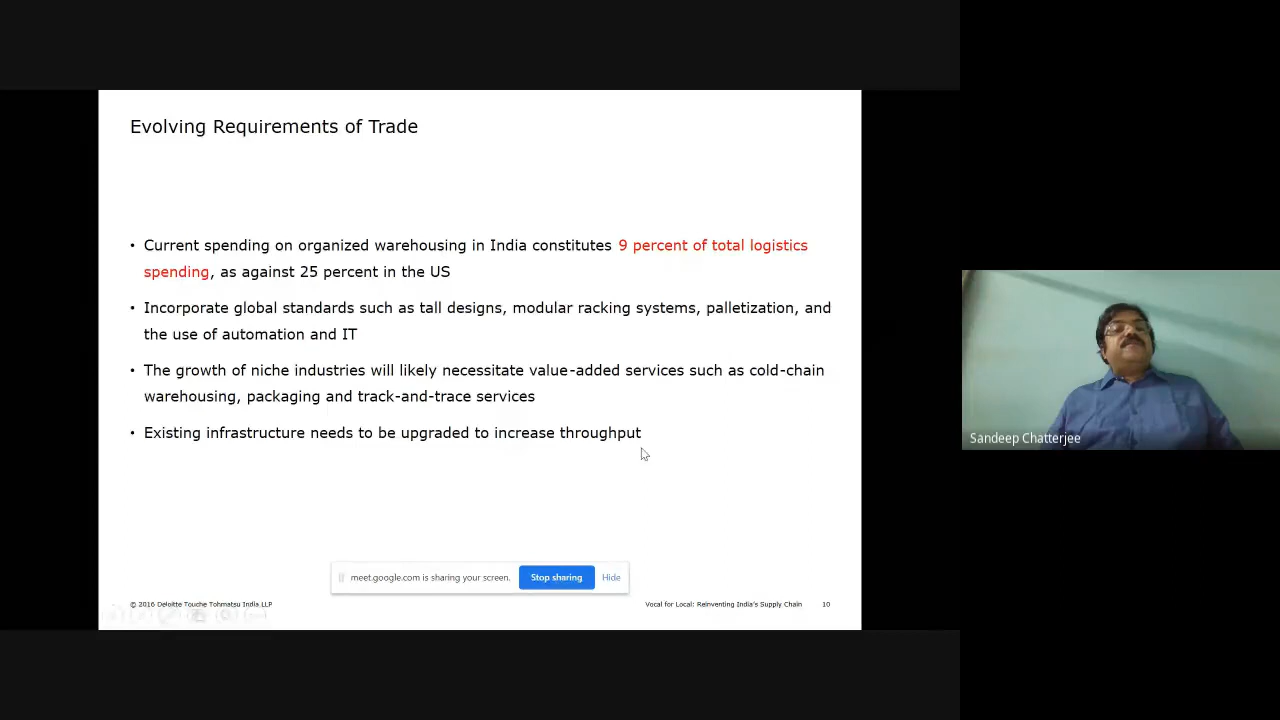 Evolving Requirements of Trade
• Current spending on organized warehousing in India constitutes 9 percent of total logistics
spending, as against 25 percent in the US
• Incorporate global standards such as tall designs, modular racking systems, palletization, and
the use of automation and IT
• The growth of niche industries will likely necessitate value-added services such as cold-chain
warehousing, packaging and track-and-trace services
• Existing infrastructure needs to be upgraded to increase throughput
Sandeep Chatterjee
meet.google.com is sharing your screen. Stop sharing Hide
© 2016 Deloitte Touche Tohmatsu India LLP Vocal for Local: Reinventing India's Supply Chain 10